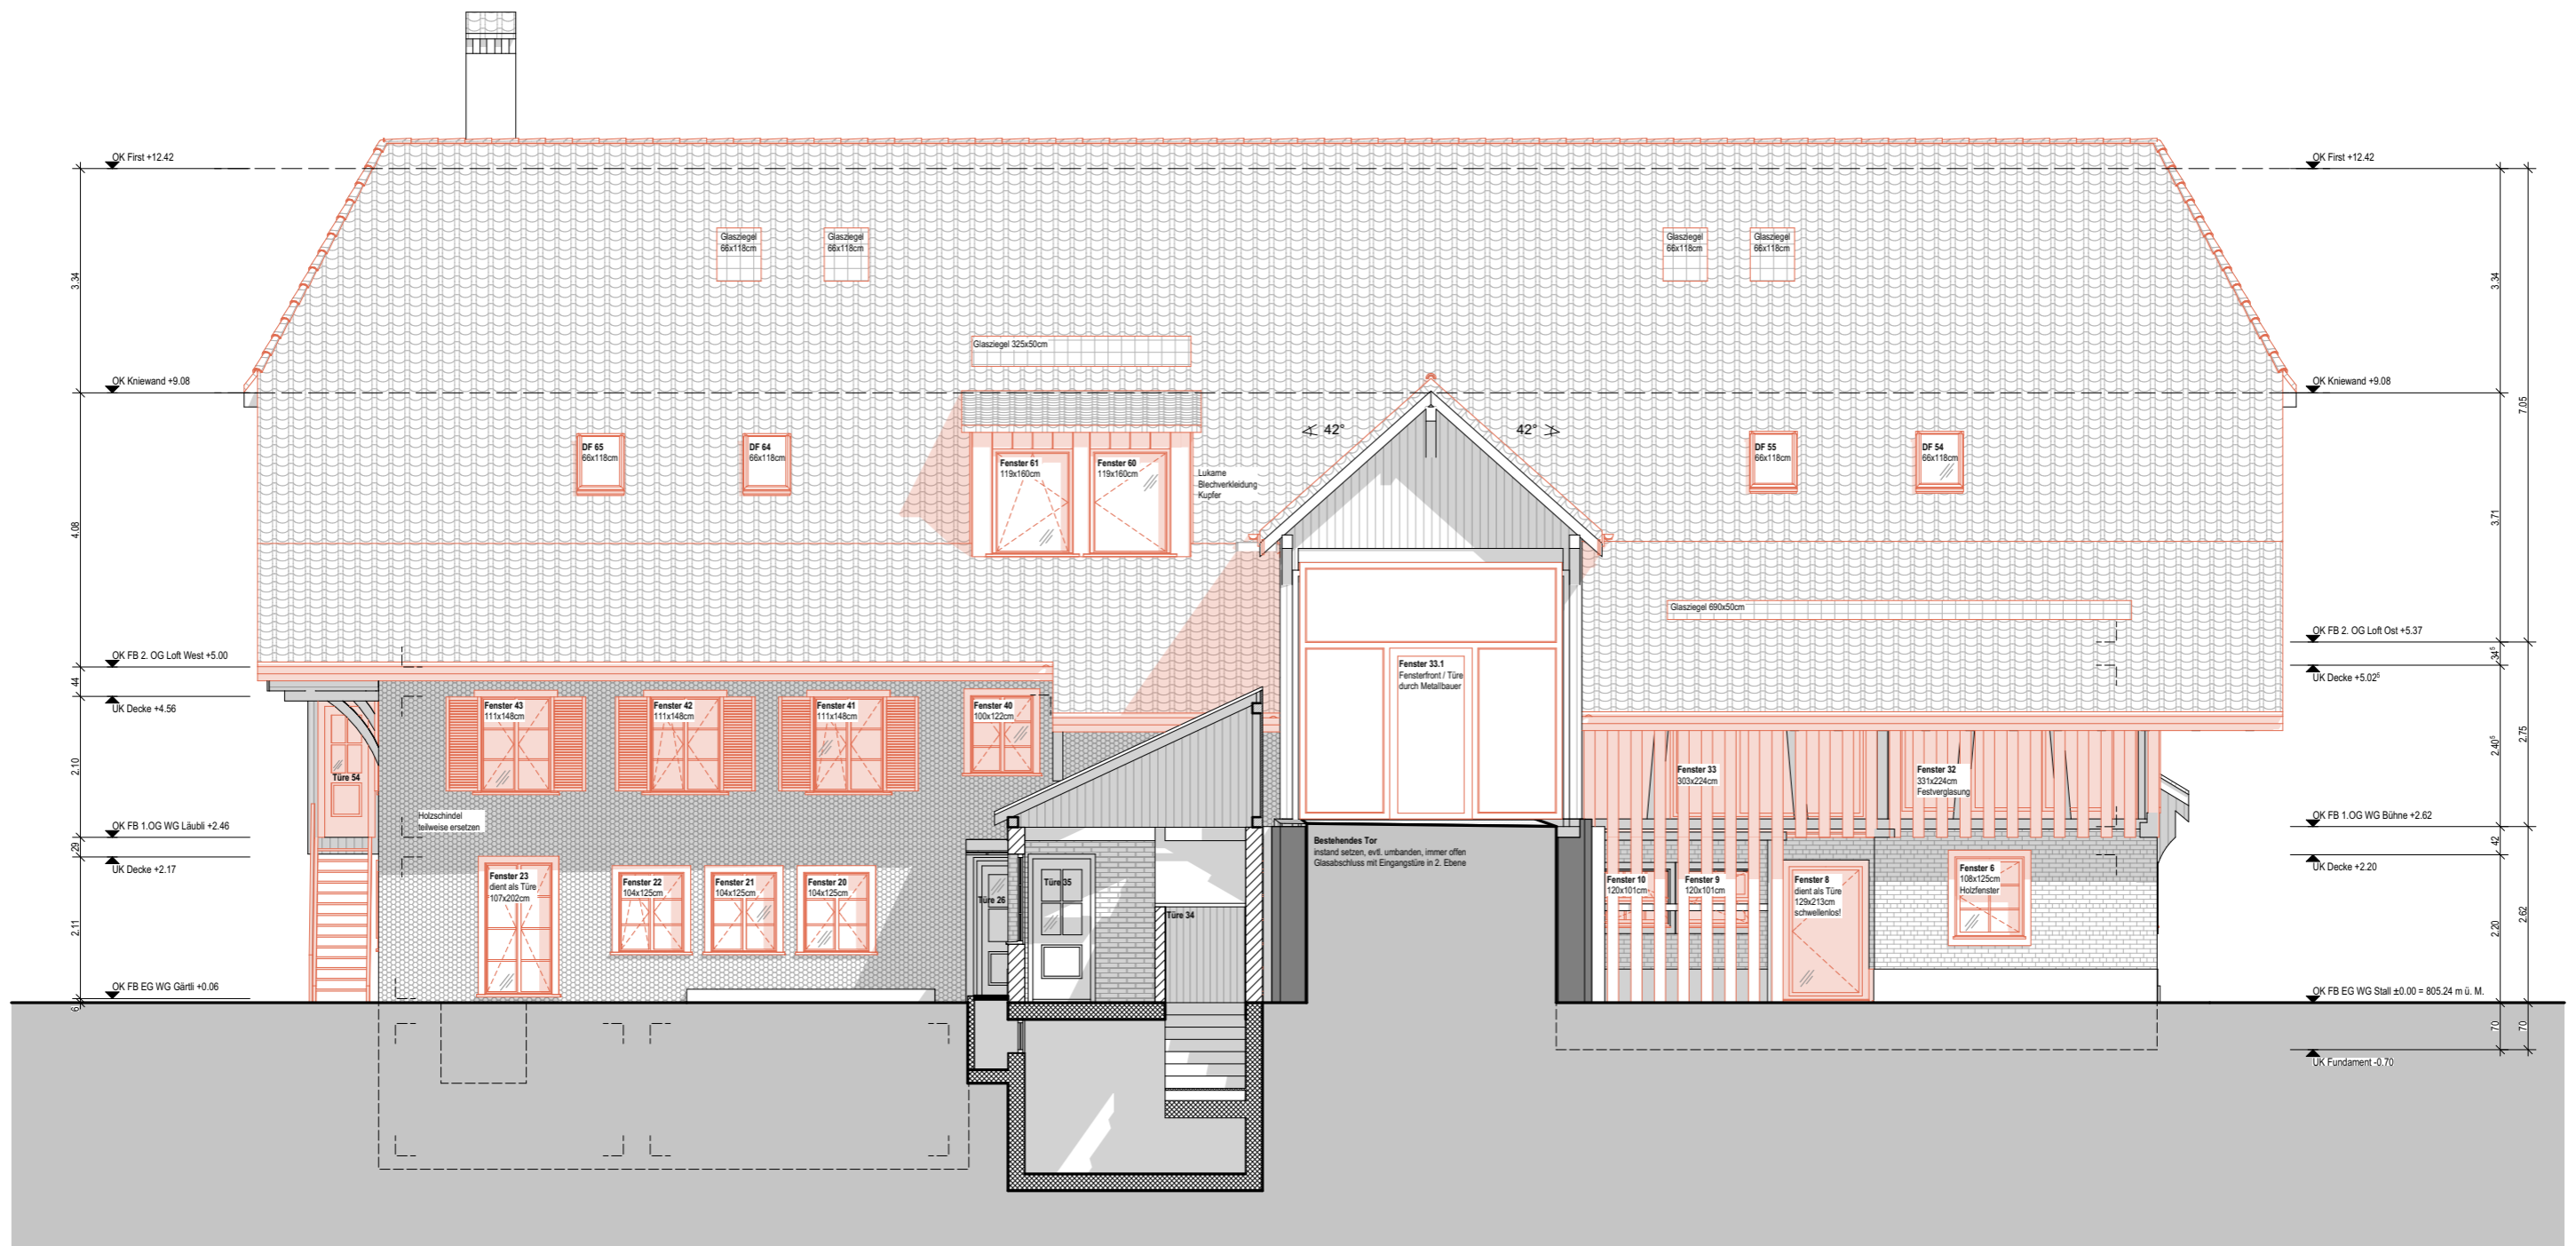 OK First +12.42
OK First +12.42
Glasziegel
66x118cm
Glasziegel
66x118cm
Glasziegel
66x118cm
Glasziegel
66x118cm
3.34
3.34
Glasziegel 325x50cm
OK Kniewand +9.08
OK Kniewand +9.08
7.05
42°
42°
DF 65
66x118cm
DF 64
66x118cm
Fenster 61
119x160cm
Fenster 60
119x160cm
Lukarne
Blechverkleidung
Kupfer
DF 55
66x118cm
DF 54
66x118cm
4.08
3.71
Glasziegel 690x50cm
OK FB 2. OG Loft West +5.00
OK FB 2. OG Loft Ost +5.37
44
34⁵
UK Decke +4.56
UK Decke +5.02⁵
Fenster 43
111x148cm
Fenster 42
111x148cm
Fenster 41
111x148cm
Fenster 40
100x122cm
Fenster 33.1
Fensterfront / Türe
durch Metallbauer
2.10
2.40⁵
2.75
Türe 54
Fenster 33
303x224cm
Fenster 32
331x224cm
Festverglasung
Holzschindel
teilweise ersetzen
OK FB 1.OG WG Läubli +2.46
OK FB 1.OG WG Bühne +2.62
29
42
Bestehendes Tor
instand setzen, evtl. umbanden, immer offen
Glasabschluss mit Eingangstüre in 2. Ebene
UK Decke +2.17
UK Decke +2.20
Fenster 23
dient als Türe
107x202cm
Fenster 22
104x125cm
Fenster 21
104x125cm
Fenster 20
104x125cm
Türe 26
Türe 35
Türe 34
Fenster 10
120x101cm
Fenster 9
120x101cm
Fenster 8
dient als Türe
129x213cm
schwellenlos!
Fenster 6
108x125cm
Holzfenster
2.11
2.20
2.62
OK FB EG WG Gärtli +0.06
OK FB EG WG Stall ±0.00 = 805.24 m ü. M.
6
70
70
UK Fundament -0.70